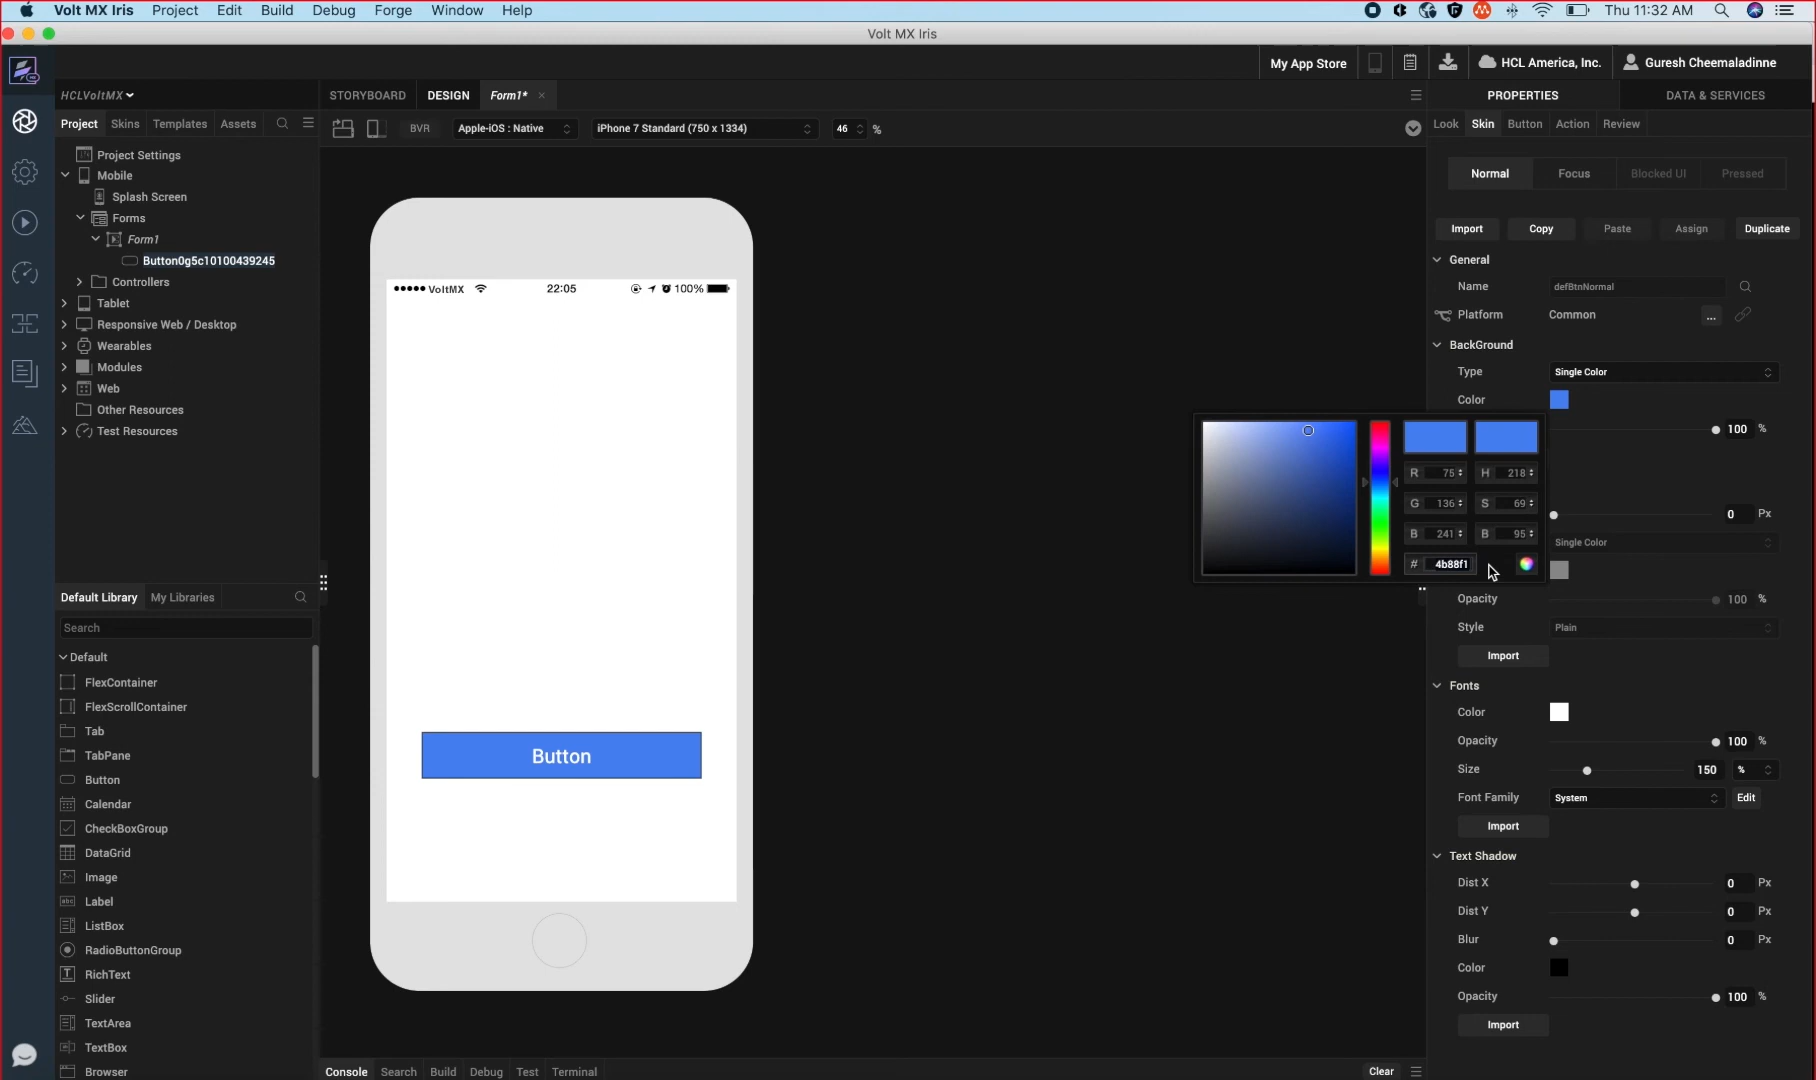 Volt MX Iris Project Edit Build Debug Forge Window Help Thu 11:32 AM
Volt MX Iris
My App Store HCL America, Inc. Guresh Cheemaladinne
HCLVoltMX STORYBOARD DESIGN Form1* × PROPERTIES DATA & SERVICES
Project Skins Templates Assets BVR Apple-iOS : Native iPhone 7 Standard (750 x 1334) 46 % Look Skin Button Action Review
Project Settings
Mobile
Splash Screen
Forms
Form1
Button0g5c10100439245
Controllers
Tablet
Responsive Web / Desktop
Wearables
Modules
Web
Other Resources
Test Resources
Default Library My Libraries
Search
Default
FlexContainer
FlexScrollContainer
Tab
TabPane
Button
Calendar
CheckBoxGroup
DataGrid
Image
Label
ListBox
RadioButtonGroup
RichText
Slider
TextArea
TextBox
Browser
VoltMX 22:05 100%
Button
Normal Focus Blocked UI Pressed
Import Copy Paste Assign Duplicate
General
Name defBtnNormal
Platform Common ...
BackGround
Type Single Color
Color
100 %
R 75 H 218
G 136 S 69
B 241 B 95
# 4b88f1
0 Px
Single Color
Opacity 100 %
Style Plain
Import
Fonts
Color
Opacity 100 %
Size 150 %
Font Family System Edit
Import
Text Shadow
Dist X 0 Px
Dist Y 0 Px
Blur 0 Px
Color
Opacity 100 %
Import
Console Search Build Debug Test Terminal Clear